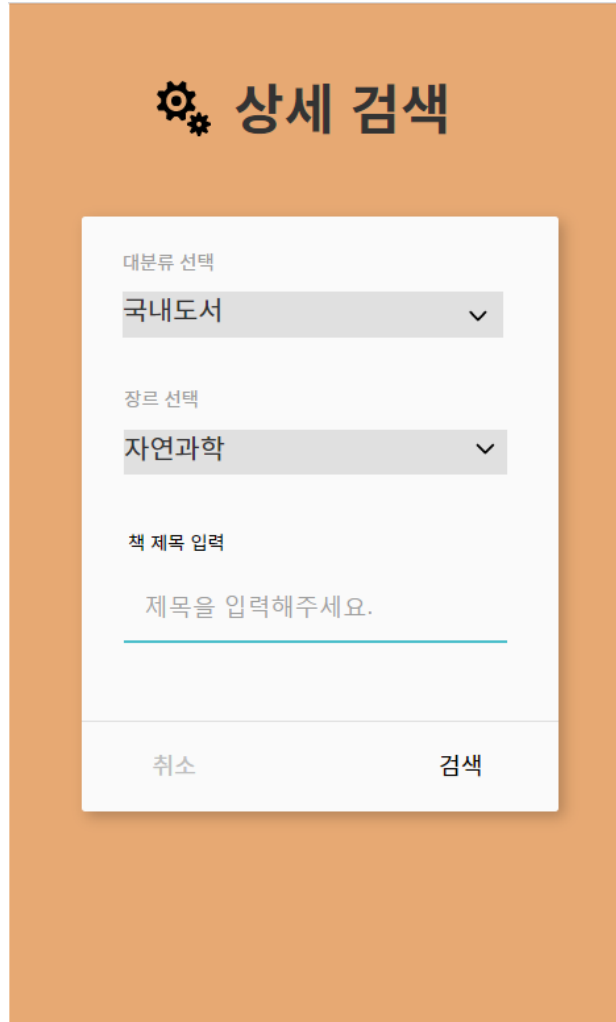 상세 검색
대분류 선택
국내도서
장르 선택
자연과학
책 제목 입력
제목을 입력해주세요.
취소 검색